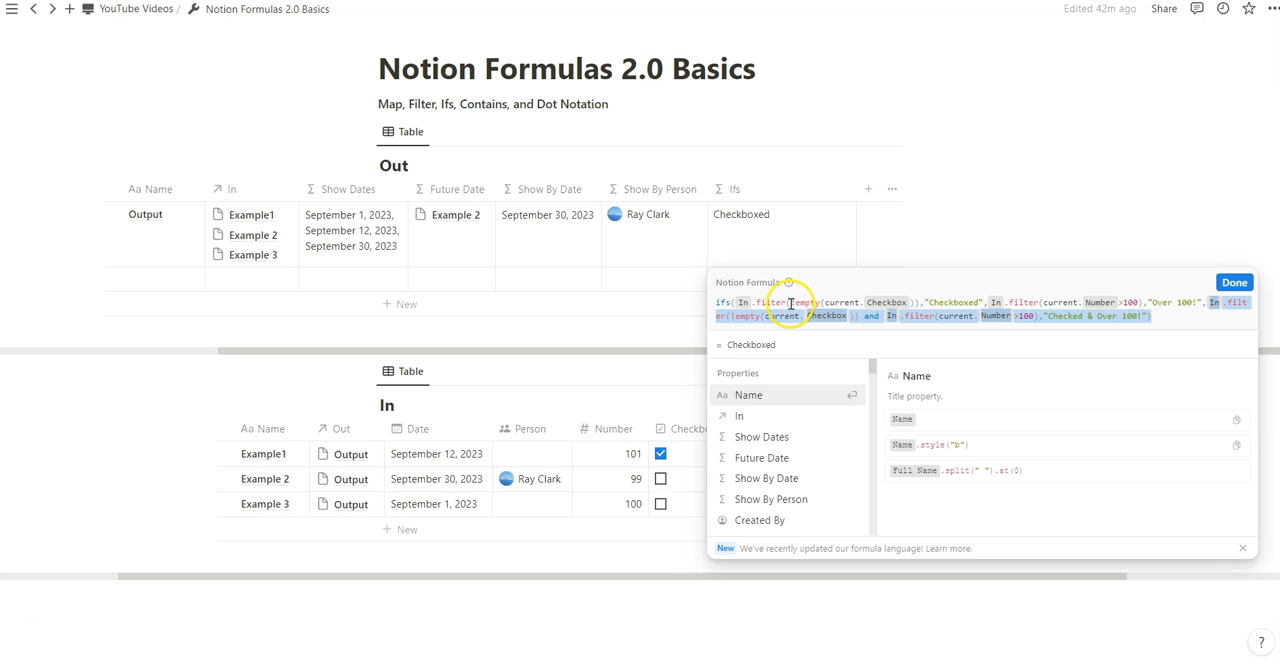 YouTube Videos / Notion Formulas 2.0 Basics
Edited 42m ago Share
Notion Formulas 2.0 Basics
Map, Filter, Ifs, Contains, and Dot Notation
Table
Out
Aa Name In Σ Show Dates Σ Future Date Σ Show By Date Σ Show By Person Σ Ifs
Output Example1 September 1, 2023, Example 2 September 30, 2023 Ray Clark Checkboxed
Example 2 September 12, 2023,
Example 3 September 30, 2023
+ New
Notion Formula
Done
ifs(In.filter(!empty(current.Checkbox)),"Checkboxed",In.filter(current.Number>100),"Over 100!",In.filt
er(!empty(current.Checkbox)) and In.filter(current.Number>100),"Checked & Over 100!")
= Checkboxed
Table
In
Aa Name Out Date Person # Number Checkbo
Example1 Output September 12, 2023 101
Example 2 Output September 30, 2023 Ray Clark 99
Example 3 Output September 1, 2023 100
+ New
Properties
Aa Name
In
Σ Show Dates
Σ Future Date
Σ Show By Date
Σ Show By Person
Created By
Aa Name
Title property.
Name
Name.style("b")
Full Name.split(" ").at(0)
New We've recently updated our formula language! Learn more.
?